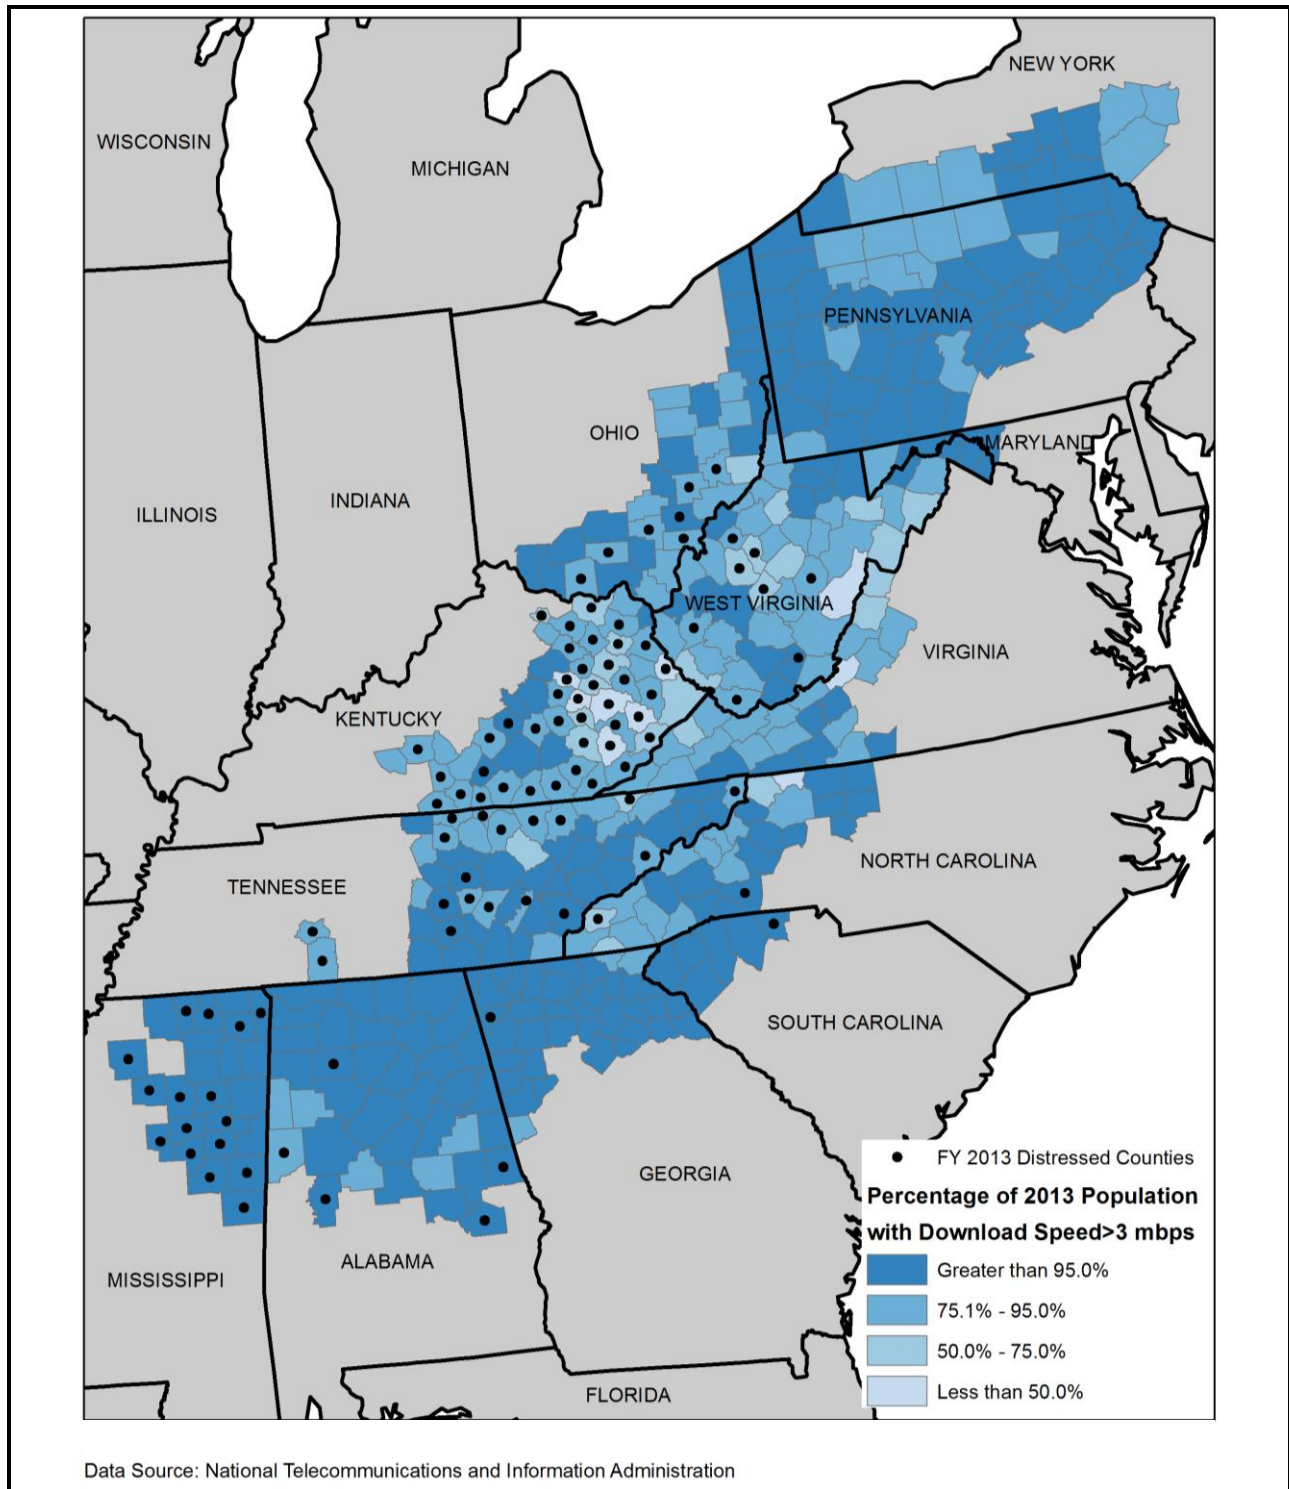 NEW YORK
WISCONSIN
MICHIGAN
PENNSYLVANIA
OHIO
MARYLAND
INDIANA
ILLINOIS
WEST VIRGINIA
VIRGINIA
KENTUCKY
NORTH CAROLINA
TENNESSEE
SOUTH CAROLINA
GEORGIA
ALABAMA
MISSISSIPPI
FLORIDA
FY 2013 Distressed Counties
Percentage of 2013 Population
with Download Speed>3 mbps
Greater than 95.0%
75.1% - 95.0%
50.0% - 75.0%
Less than 50.0%
Data Source: National Telecommunications and Information Administration